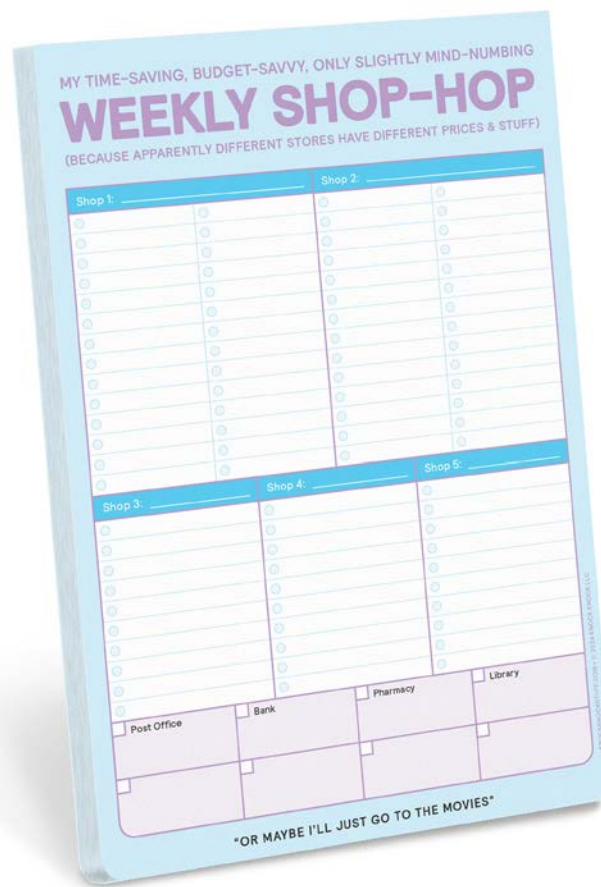 MY TIME-SAVING, BUDGET-SAVVY, ONLY SLIGHTLY MIND-NUMBING
WEEKLY SHOP-HOP
(BECAUSE APPARENTLY DIFFERENT STORES HAVE DIFFERENT PRICES & STUFF)
Shop 1:
Shop 2:
Shop 3:
Shop 4:
Shop 5:
Post Office
Bank
Pharmacy
Library
"OR MAYBE I'LL JUST GO TO THE MOVIES"